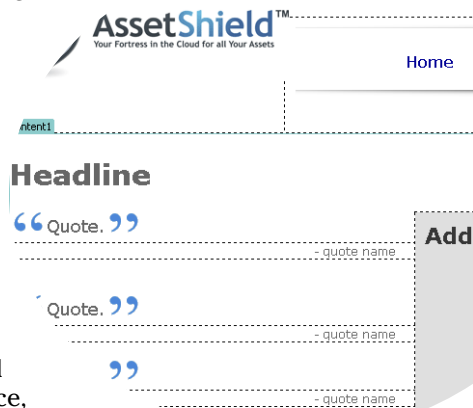 AssetShield™
Your Fortress in the Cloud for all Your Assets
Home
ntent1
Headline
“ Quote. ”
- quote name
Add
Quote. ”
- quote name
”
ce,
- quote name